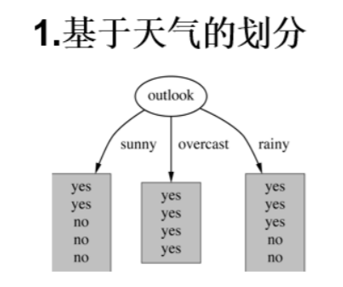 1.基于天气的划分
outlook
sunny
overcast
rainy
yes
yes
no
no
no
yes
yes
yes
yes
yes
yes
yes
no
no